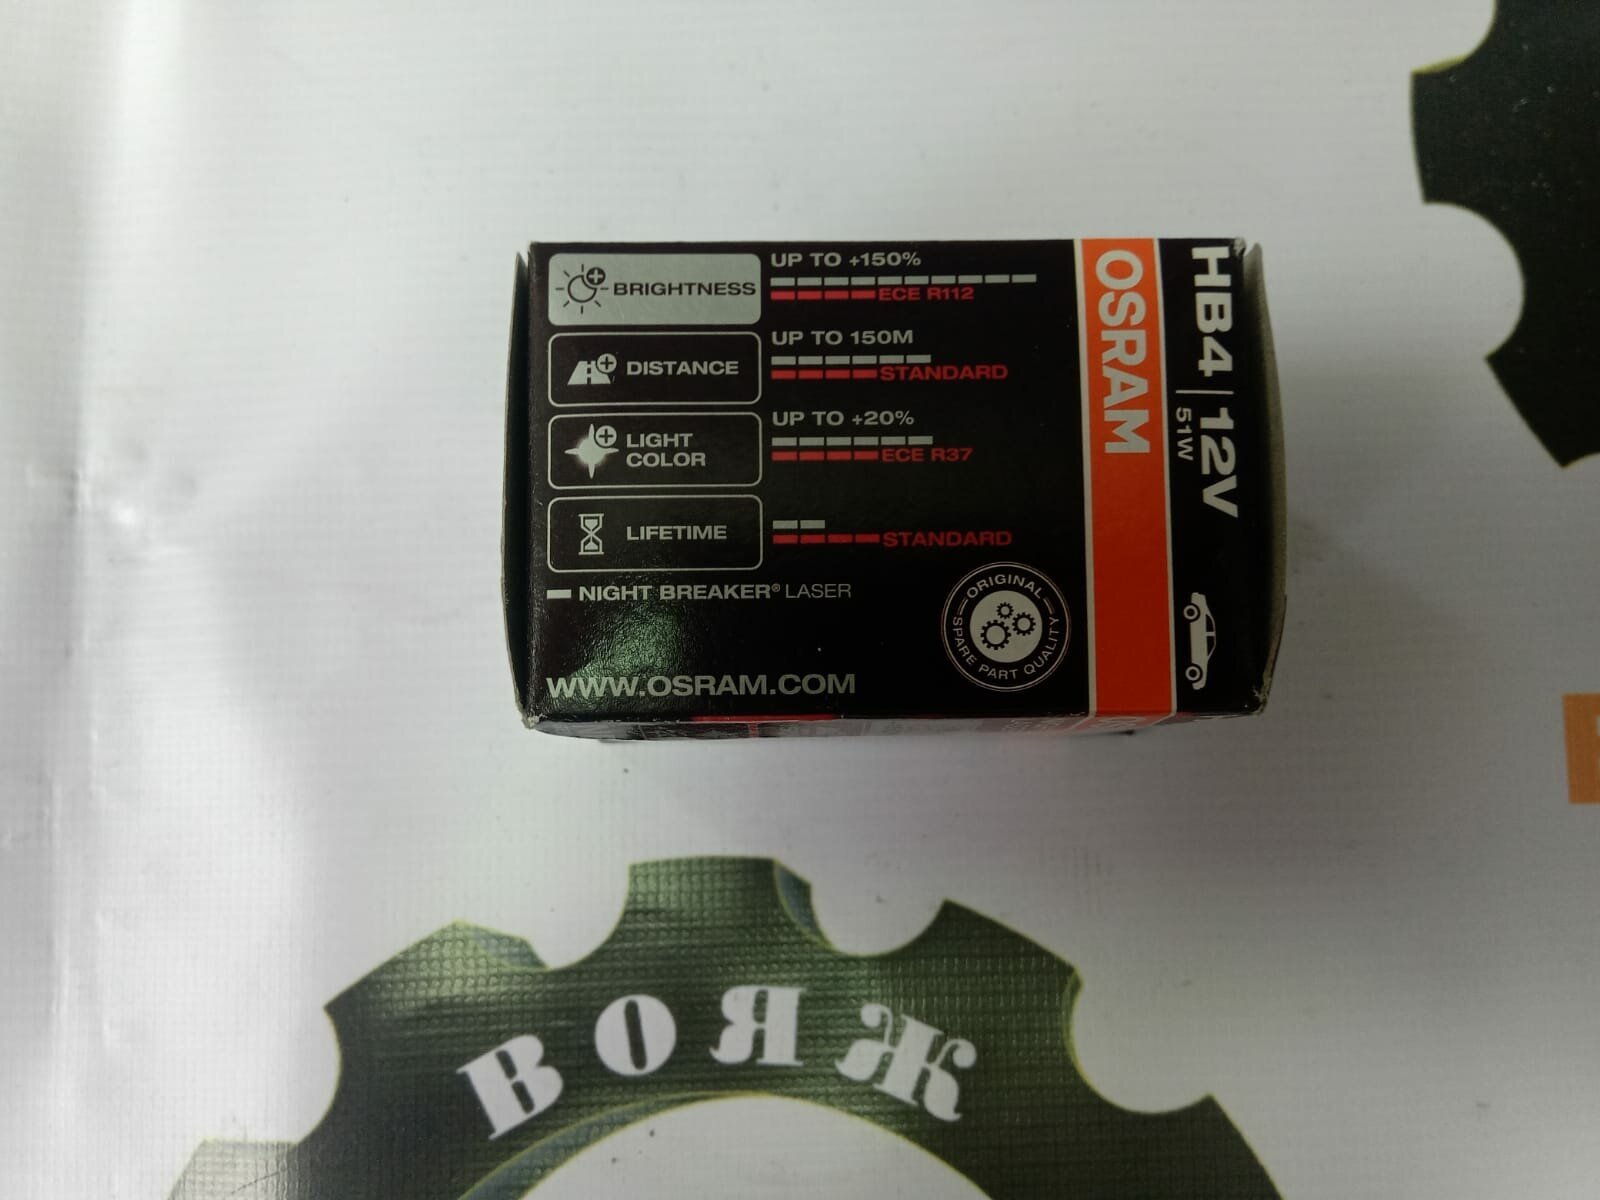 BRIGHTNESS
UP TO +150%
ECE R112
DISTANCE
UP TO 150M
STANDARD
LIGHT
COLOR
UP TO +20%
ECE R37
LIFETIME
STANDARD
NIGHT BREAKER® LASER
WWW.OSRAM.COM
ORIGINAL
SPARE PART QUALITY
OSRAM
HB4 | 12V
51W
ВОЯЖ